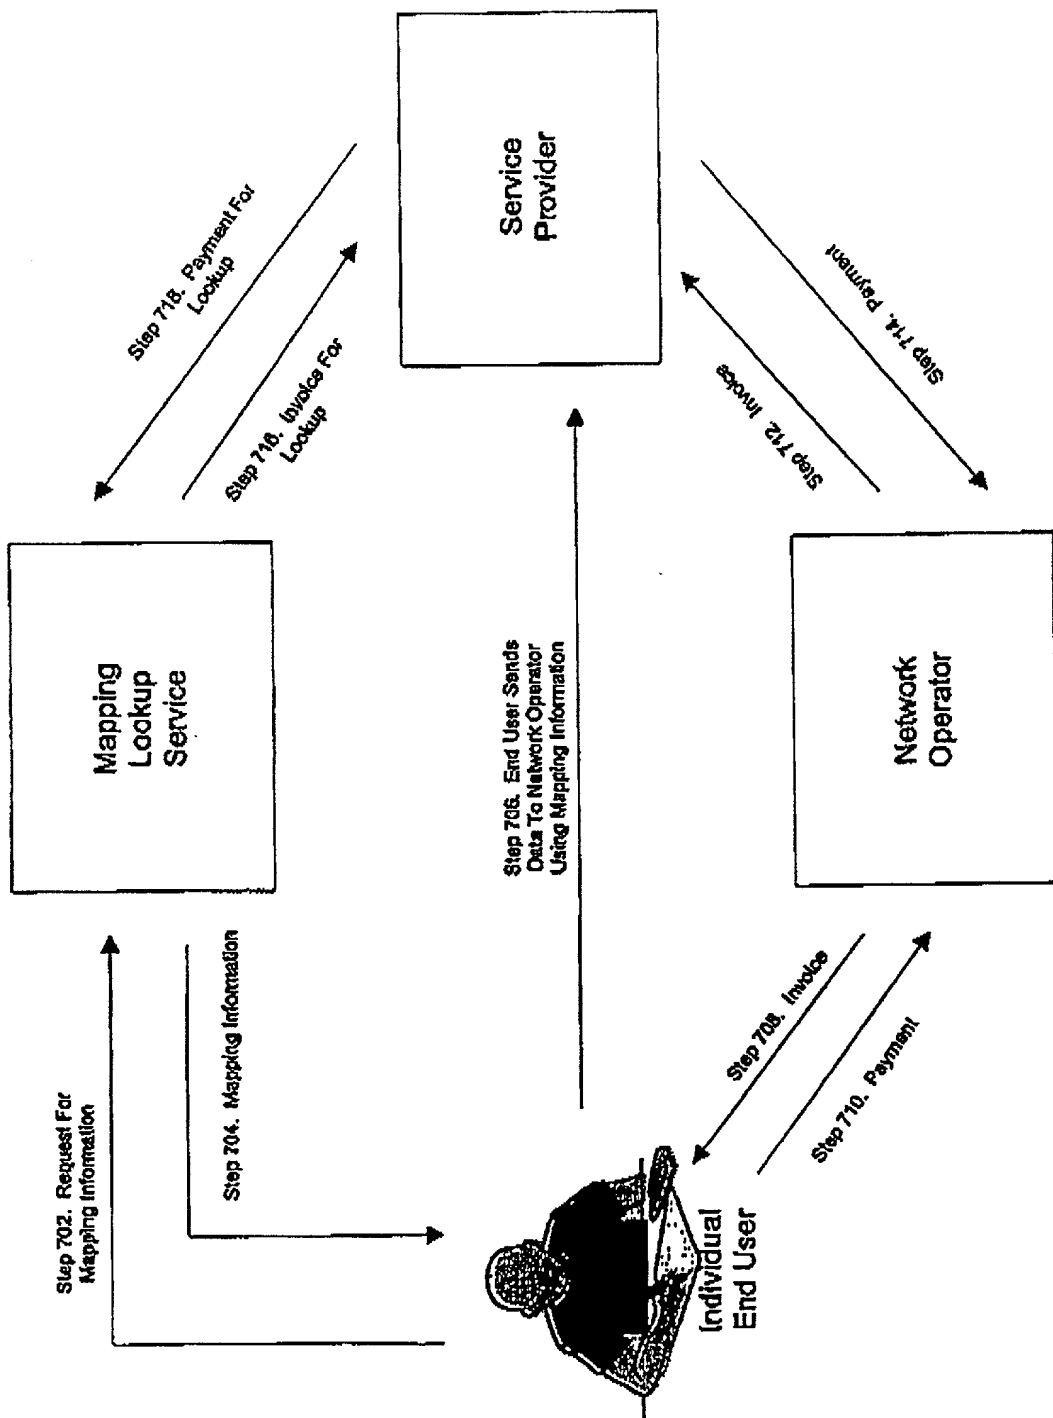 Step 702. Request For
Mapping Information
Step 704. Mapping Information
Mapping
Lookup
Service
Step 718. Payment For
Lookup
Step 716. Invoice For
Lookup
Individual
End User
Step 706. End User Sends
Data To Network Operator
Using Mapping Information
Service
Provider
Step 708. Invoice
Step 710. Payment
Network
Operator
Step 712. Invoice
Step 714. Payment